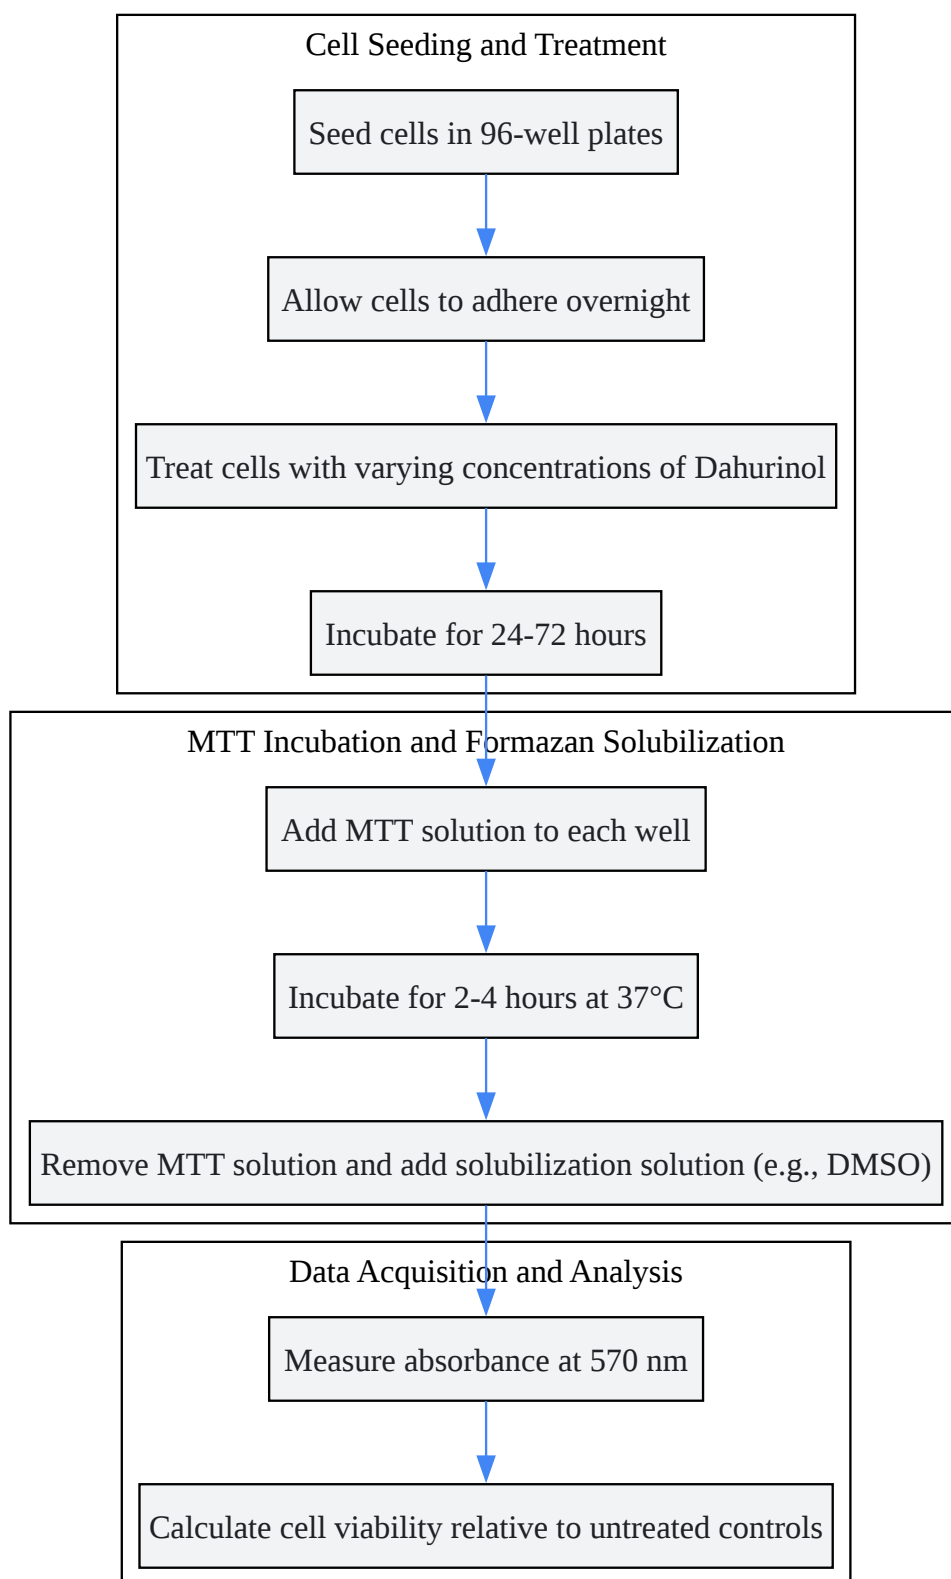 Cell Seeding and Treatment
Seed cells in 96-well plates
Allow cells to adhere overnight
Treat cells with varying concentrations of Dahurinol
Incubate for 24-72 hours
MTT Incubation and Formazan Solubilization
Add MTT solution to each well
Incubate for 2-4 hours at 37°C
Remove MTT solution and add solubilization solution (e.g., DMSO)
Data Acquisition and Analysis
Measure absorbance at 570 nm
Calculate cell viability relative to untreated controls